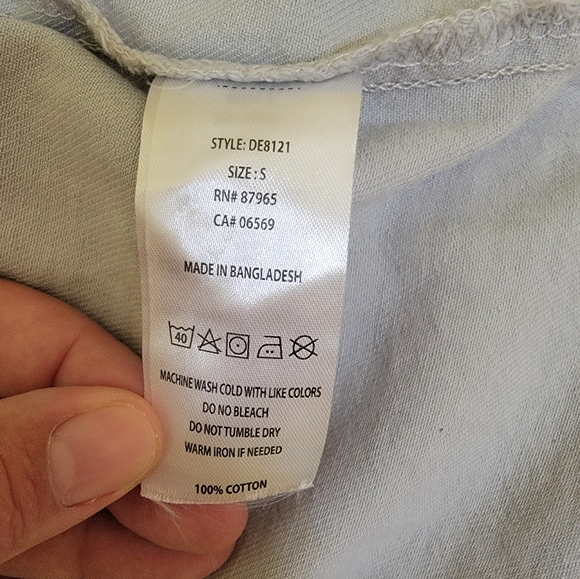 STYLE: DE8121
SIZE : S
RN# 87965
CA# 06569
MADE IN BANGLADESH
40
MACHINE WASH COLD WITH LIKE COLORS
DO NO BLEACH
DO NOT TUMBLE DRY
WARM IRON IF NEEDED
100% COTTON